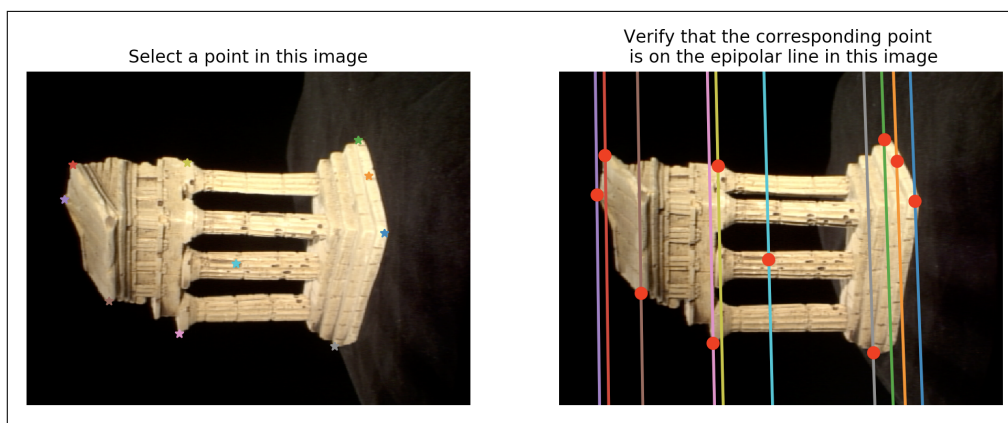 Select a point in this image
Verify that the corresponding point
is on the epipolar line in this image